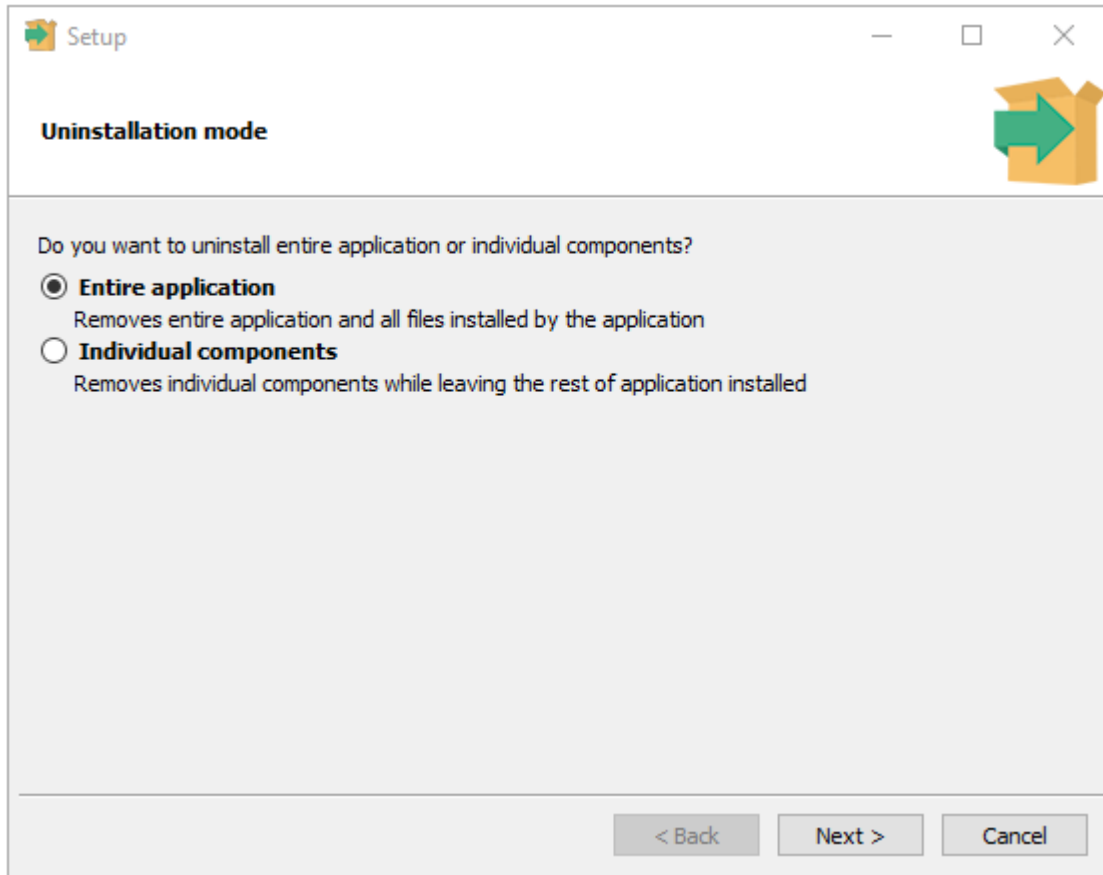 Setup
Uninstallation mode
Do you want to uninstall entire application or individual components?
Entire application
Removes entire application and all files installed by the application
Individual components
Removes individual components while leaving the rest of application installed
< Back
Next >
Cancel